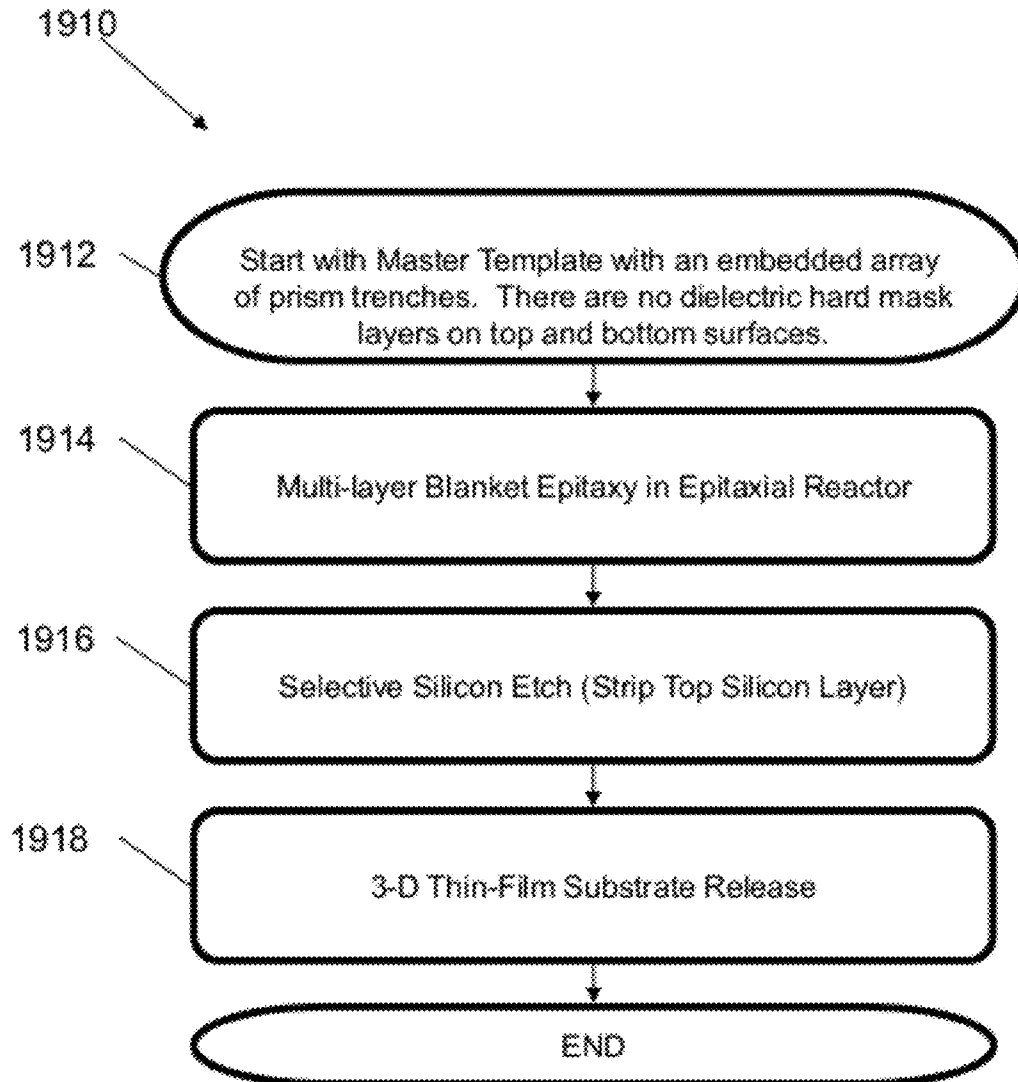 1910
1912
Start with Master Template with an embedded array
of prism trenches. There are no dielectric hard mask
layers on top and bottom surfaces.
1914
Multi-layer Blanket Epitaxy in Epitaxial Reactor
1916
Selective Silicon Etch (Strip Top Silicon Layer)
1918
3-D Thin-Film Substrate Release
END